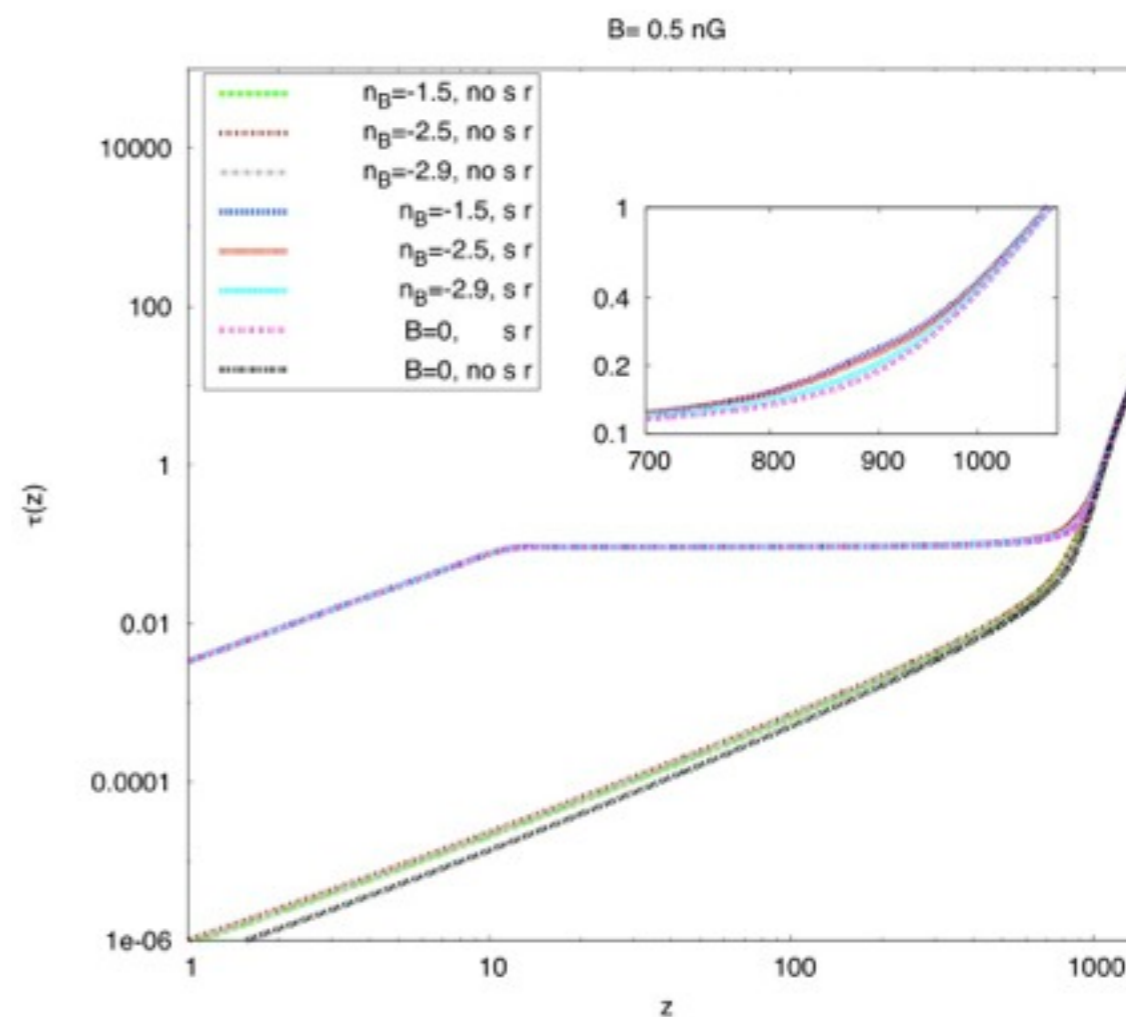 B= 0.5 nG
n_B=-1.5, no s r
n_B=-2.5, no s r
n_B=-2.9, no s r
n_B=-1.5, s r
n_B=-2.5, s r
n_B=-2.9, s r
B=0, s r
B=0, no s r
10000
100
1
0.01
0.0001
1e-06
τ(z)
1
0.4
0.2
0.1
700 800 900 1000
1 10 100 1000
z